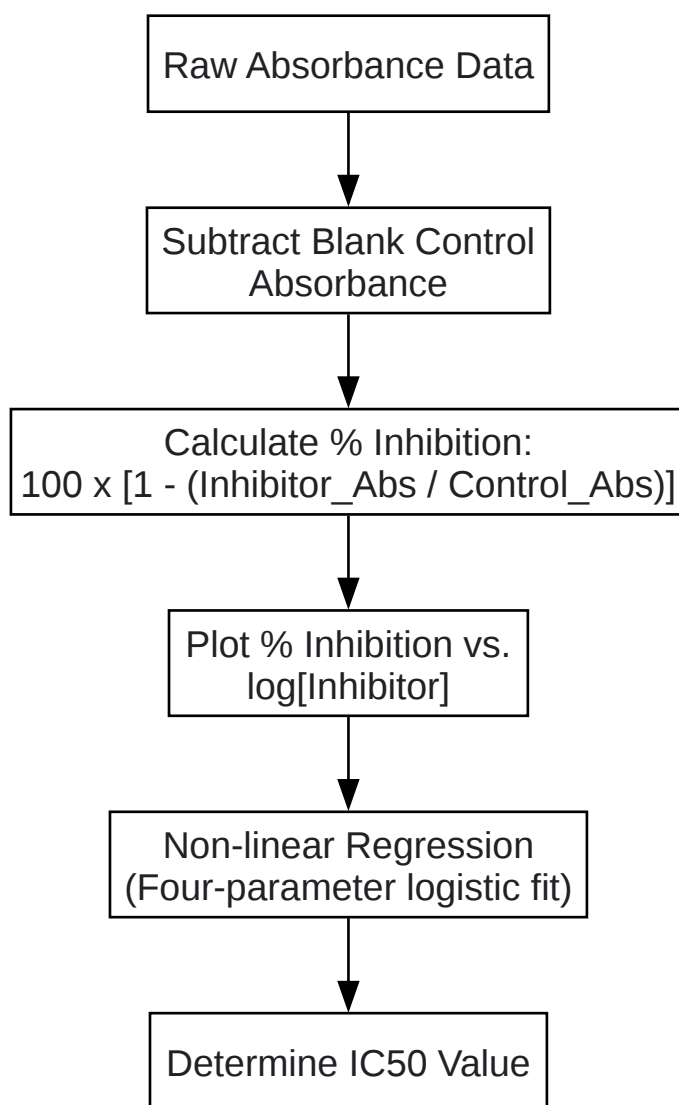 Raw Absorbance Data
Subtract Blank Control
Absorbance
Calculate % Inhibition:
100 x [1 - (Inhibitor_Abs / Control_Abs)]
Plot % Inhibition vs.
log[Inhibitor]
Non-linear Regression
(Four-parameter logistic fit)
Determine IC50 Value